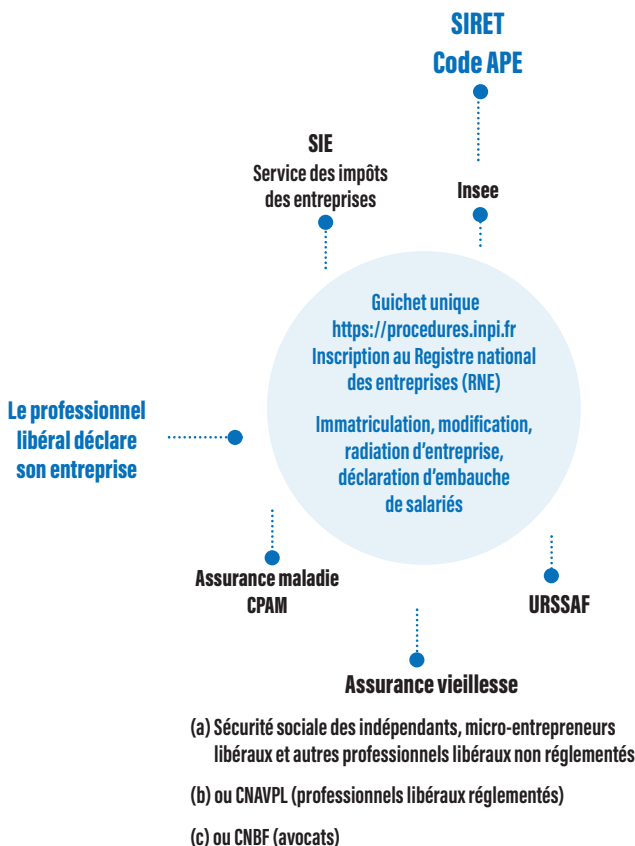 SIRET
Code APE
SIE
Service des impôts
des entreprises
Insee
Guichet unique
https://procedures.inpi.fr
Inscription au Registre national
des entreprises (RNE)
Immatriculation, modification,
radiation d'entreprise,
déclaration d'embauche
de salariés
Le professionnel
libéral déclare
son entreprise
Assurance maladie
CPAM
URSSAF
Assurance vieillesse
(a) Sécurité sociale des indépendants, micro-entrepreneurs
libéraux et autres professionnels libéraux non réglementés
(b) ou CNAVPL (professionnels libéraux réglementés)
(c) ou CNBF (avocats)